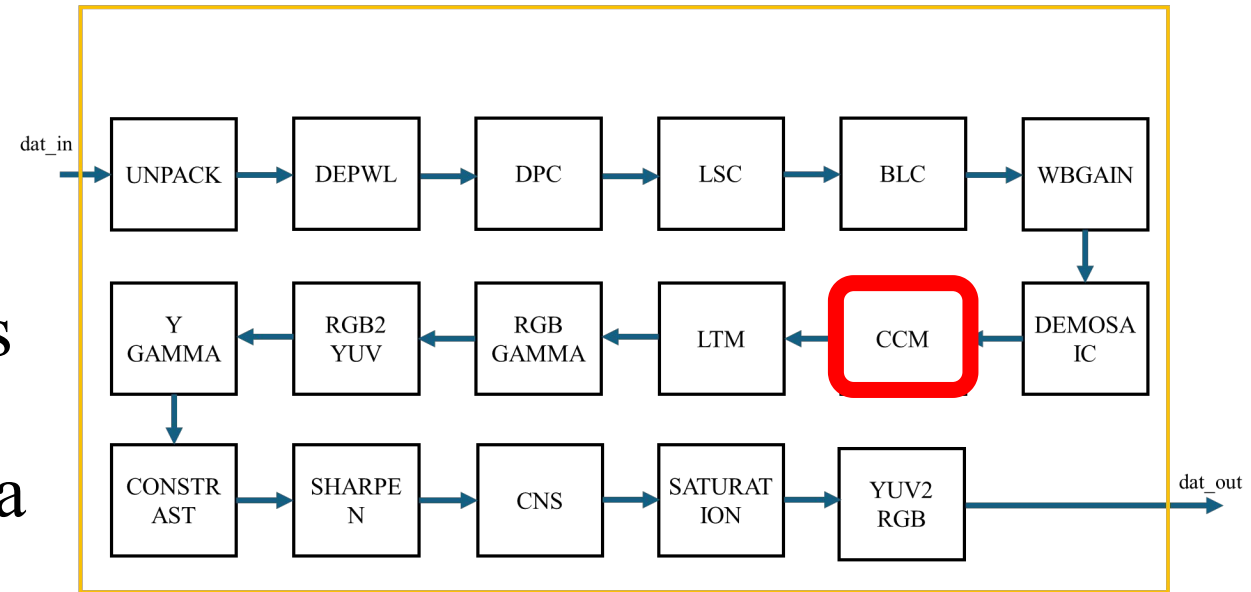 dat_in
UNPACK
DEPWL
DPC
LSC
BLC
WBGAIN
Y
GAMMA
RGB2
YUV
RGB
GAMMA
LTM
CCM
DEMOSA
IC
s
a
CONSTR
AST
SHARPE
N
CNS
SATURAT
ION
YUV2
RGB
dat_out